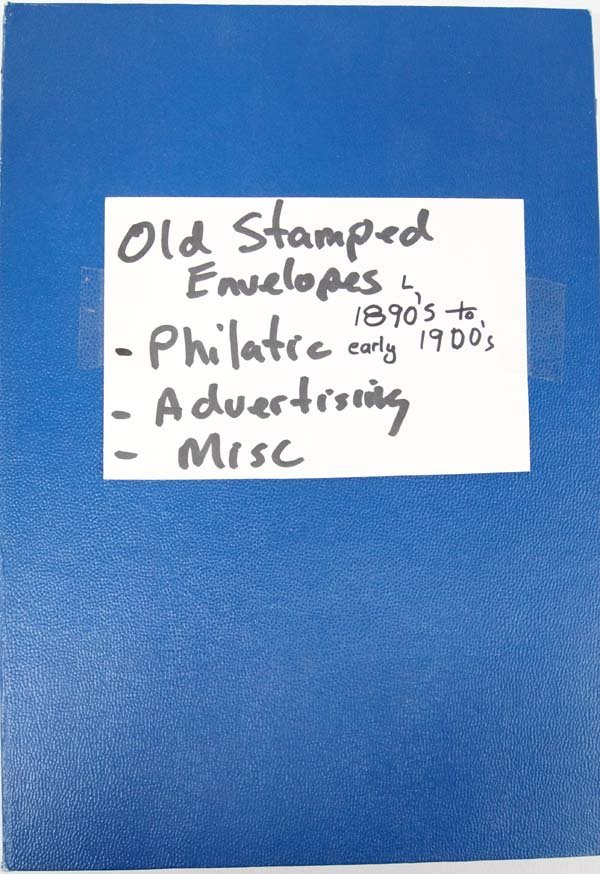 Old Stamped
Envelopes
1890's to
early 1900's
- Philatic
- Advertising
- Misc